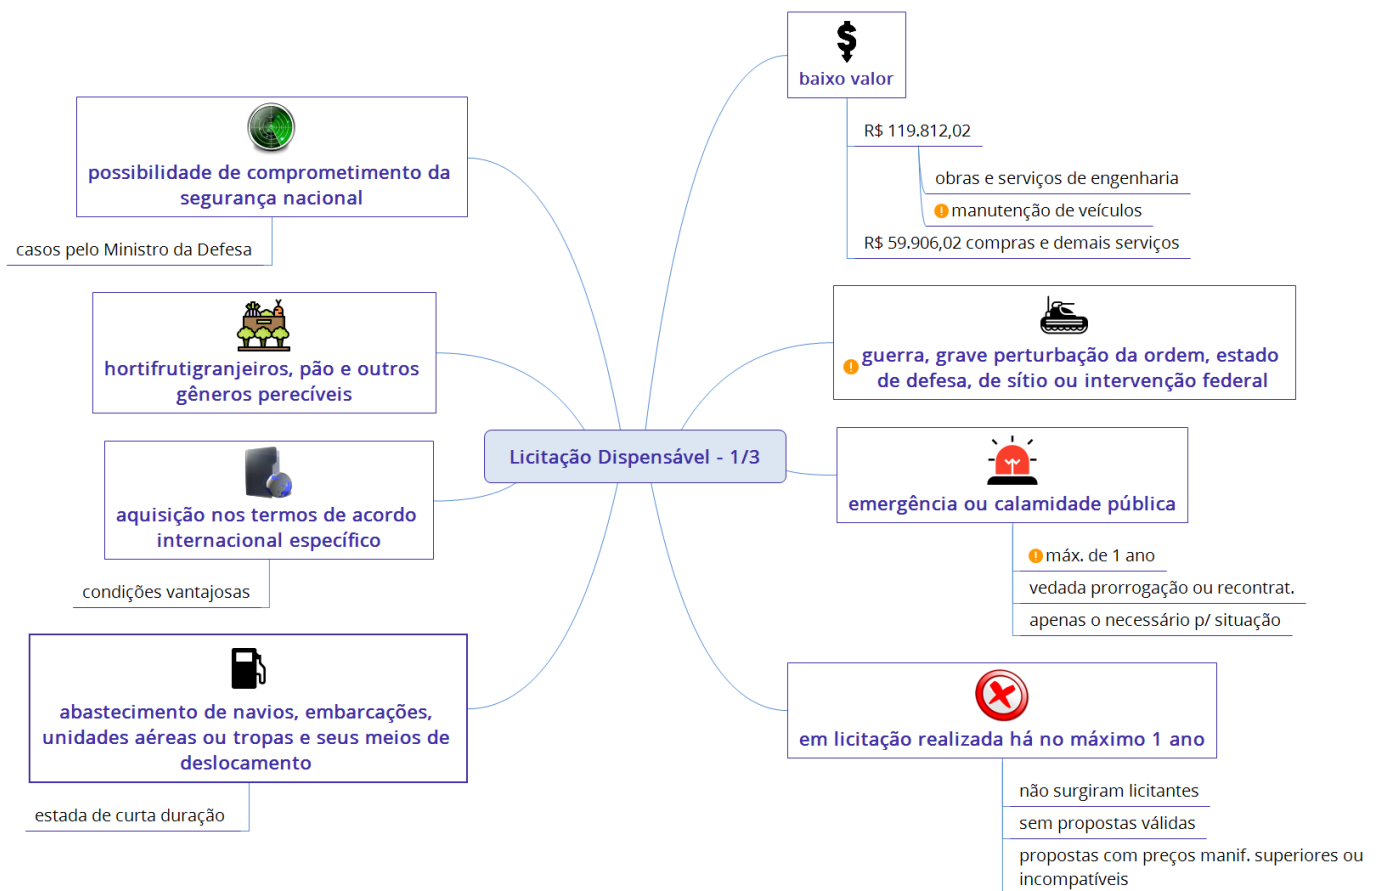 Licitação Dispensável - 1/3
baixo valor
R$ 119.812,02
obras e serviços de engenharia
manutenção de veículos
R$ 59.906,02 compras e demais serviços
guerra, grave perturbação da ordem, estado
de defesa, de sítio ou intervenção federal
emergência ou calamidade pública
máx. de 1 ano
vedada prorrogação ou recontrat.
apenas o necessário p/ situação
em licitação realizada há no máximo 1 ano
não surgiram licitantes
sem propostas válidas
propostas com preços manif. superiores ou
incompatíveis
possibilidade de comprometimento da
segurança nacional
casos pelo Ministro da Defesa
hortifrutigranjeiros, pão e outros
gêneros perecíveis
aquisição nos termos de acordo
internacional específico
condições vantajosas
abastecimento de navios, embarcações,
unidades aéreas ou tropas e seus meios de
deslocamento
estada de curta duração